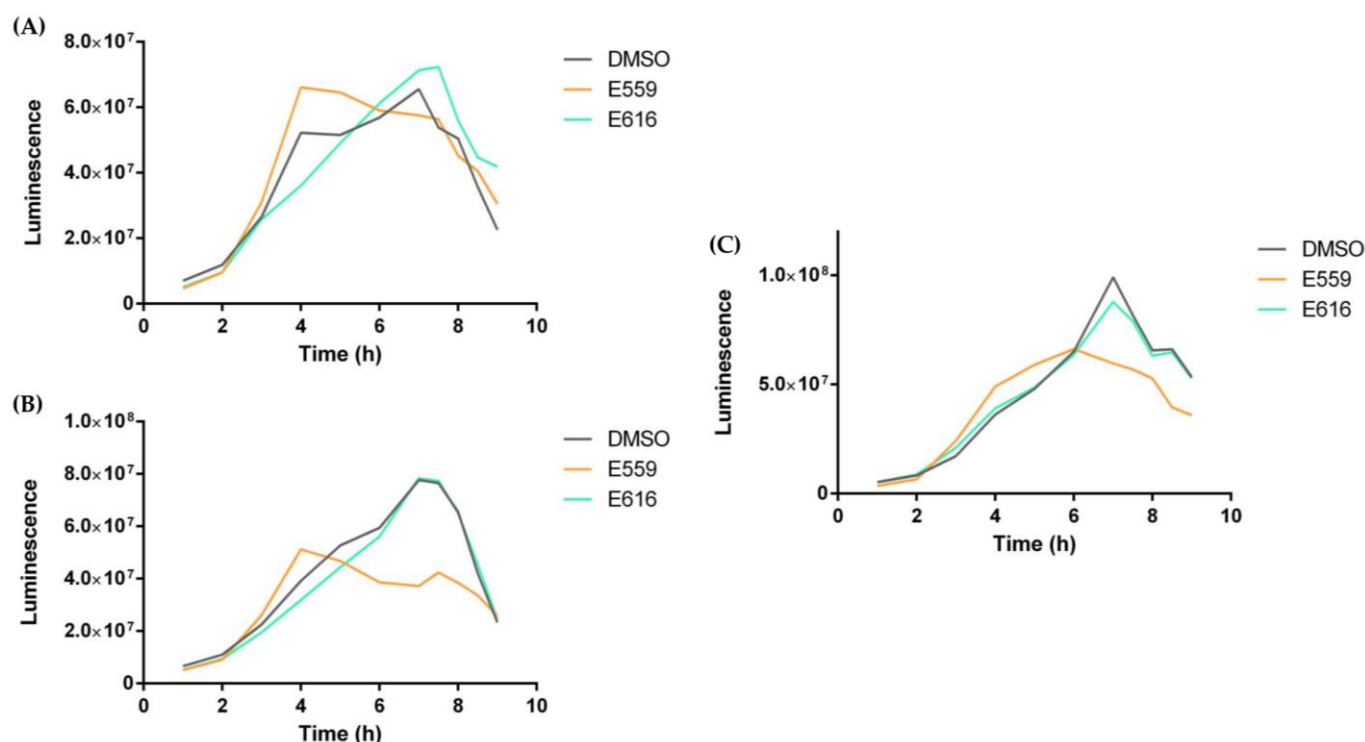 (A)
8.0×10⁷
6.0×10⁷
4.0×10⁷
2.0×10⁷
0
Luminescence
0 2 4 6 8 10
Time (h)
DMSO
E559
E616
(B)
1.0×10⁸
8.0×10⁷
6.0×10⁷
4.0×10⁷
2.0×10⁷
0
Luminescence
0 2 4 6 8 10
Time (h)
DMSO
E559
E616
(C)
1.0×10⁸
5.0×10⁷
0
Luminescence
0 2 4 6 8 10
Time (h)
DMSO
E559
E616